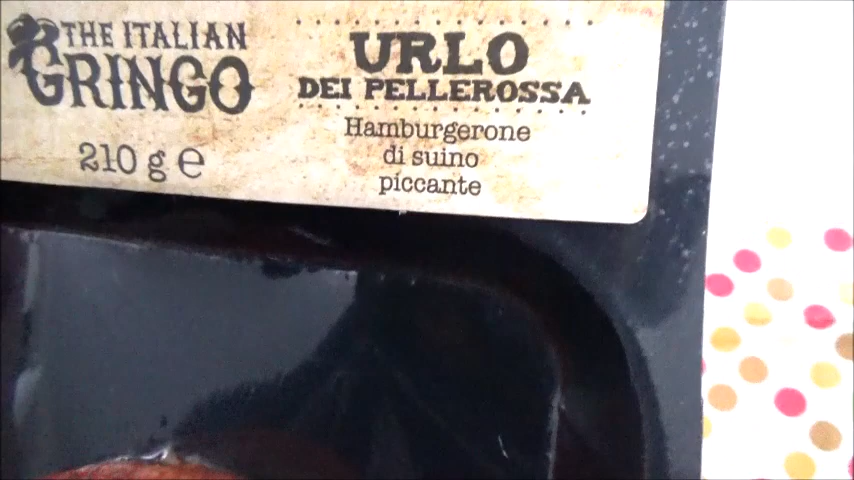 THE ITALIAN
GRINGO
210 g e
URLO
DEI PELLEROSSA
Hamburgerone
di suino
piccante